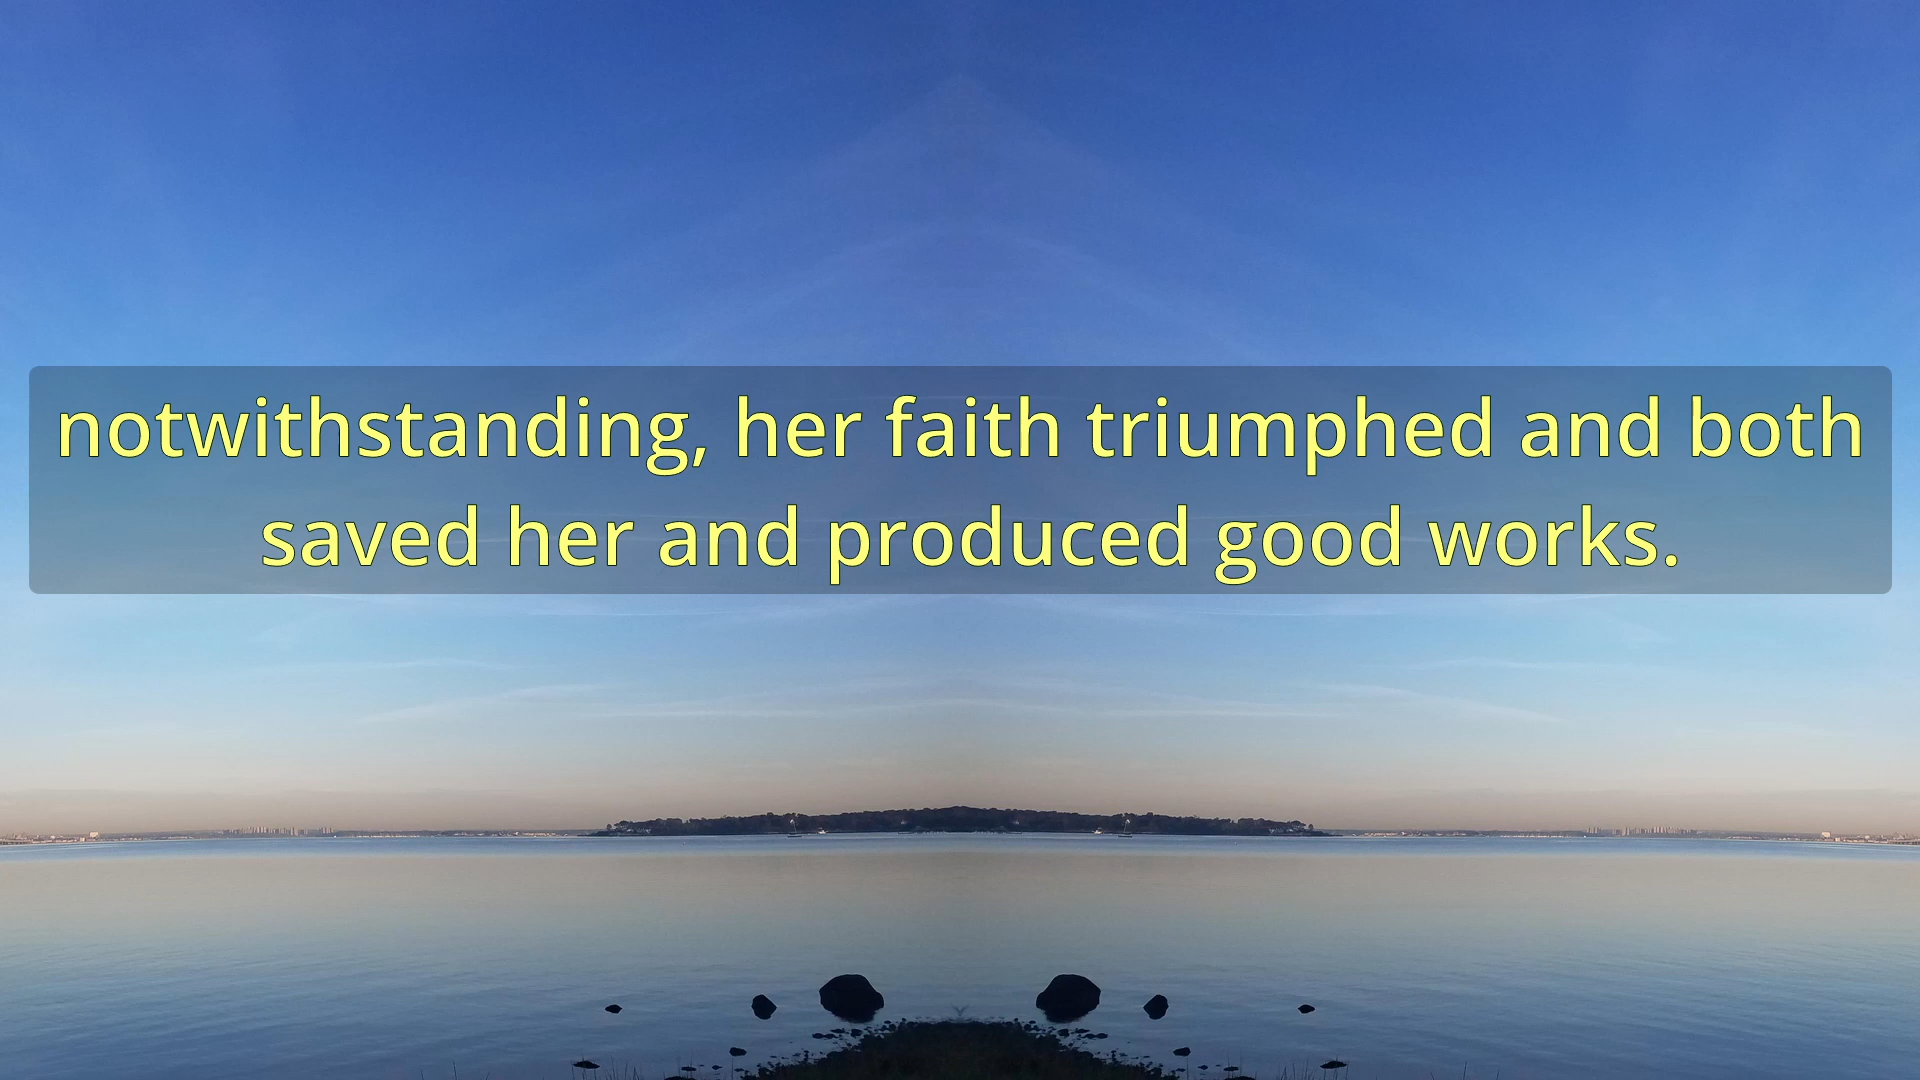 notwithstanding, her faith triumphed and both
saved her and produced good works.